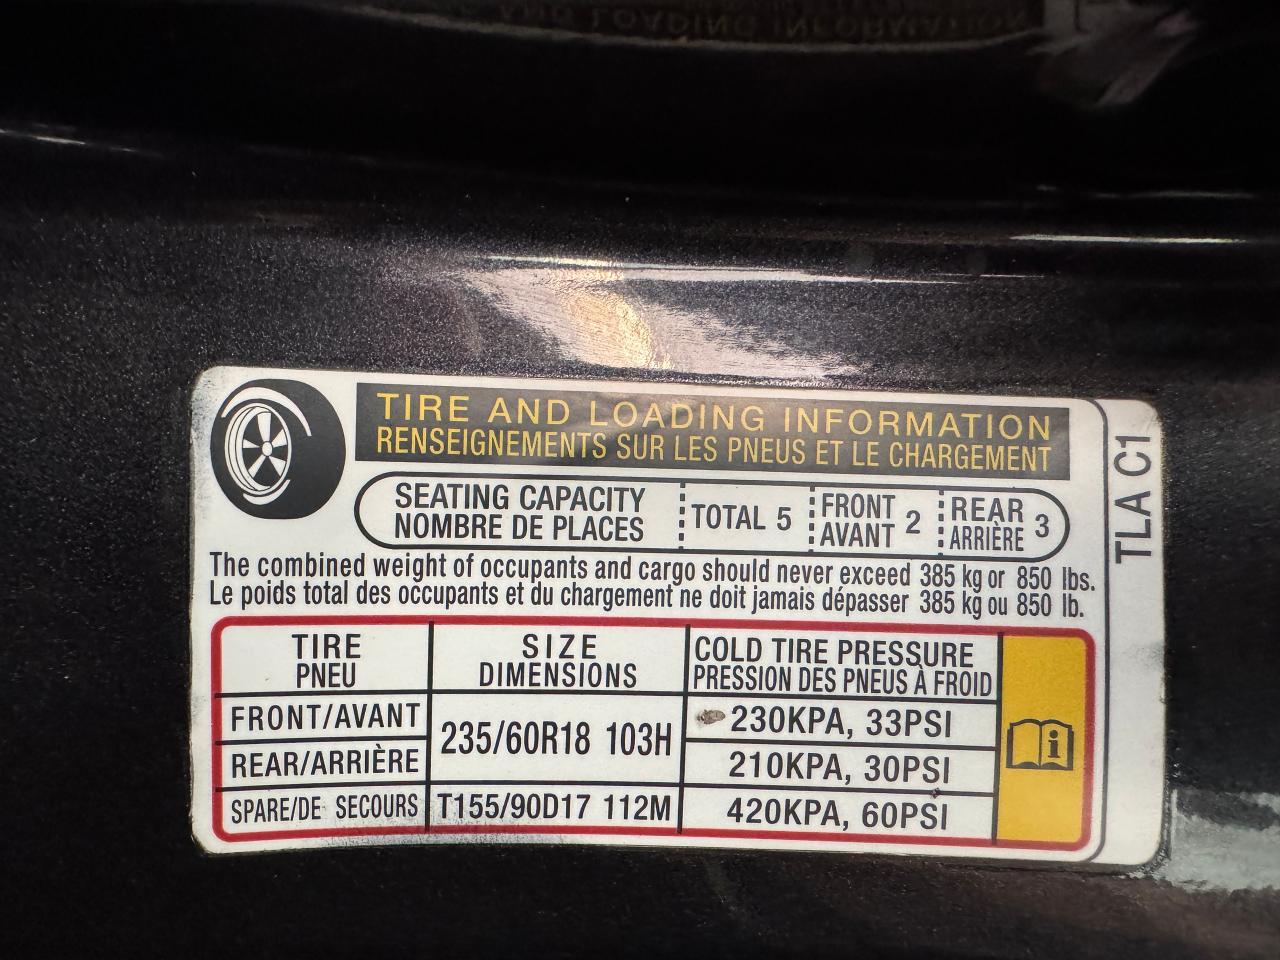 TIRE AND LOADING INFORMATION
RENSEIGNEMENTS SUR LES PNEUS ET LE CHARGEMENT
SEATING CAPACITY
NOMBRE DE PLACES
TOTAL 5
FRONT
AVANT 2
REAR
ARRIÈRE 3
The combined weight of occupants and cargo should never exceed 385 kg or 850 lbs.
Le poids total des occupants et du chargement ne doit jamais dépasser 385 kg ou 850 lb.
TIRE
PNEU
SIZE
DIMENSIONS
COLD TIRE PRESSURE
PRESSION DES PNEUS À FROID
FRONT/AVANT
235/60R18 103H
230KPA, 33PSI
REAR/ARRIÈRE
210KPA, 30PSI
SPARE/DE SECOURS
T155/90D17 112M
420KPA, 60PSI
TLA C1